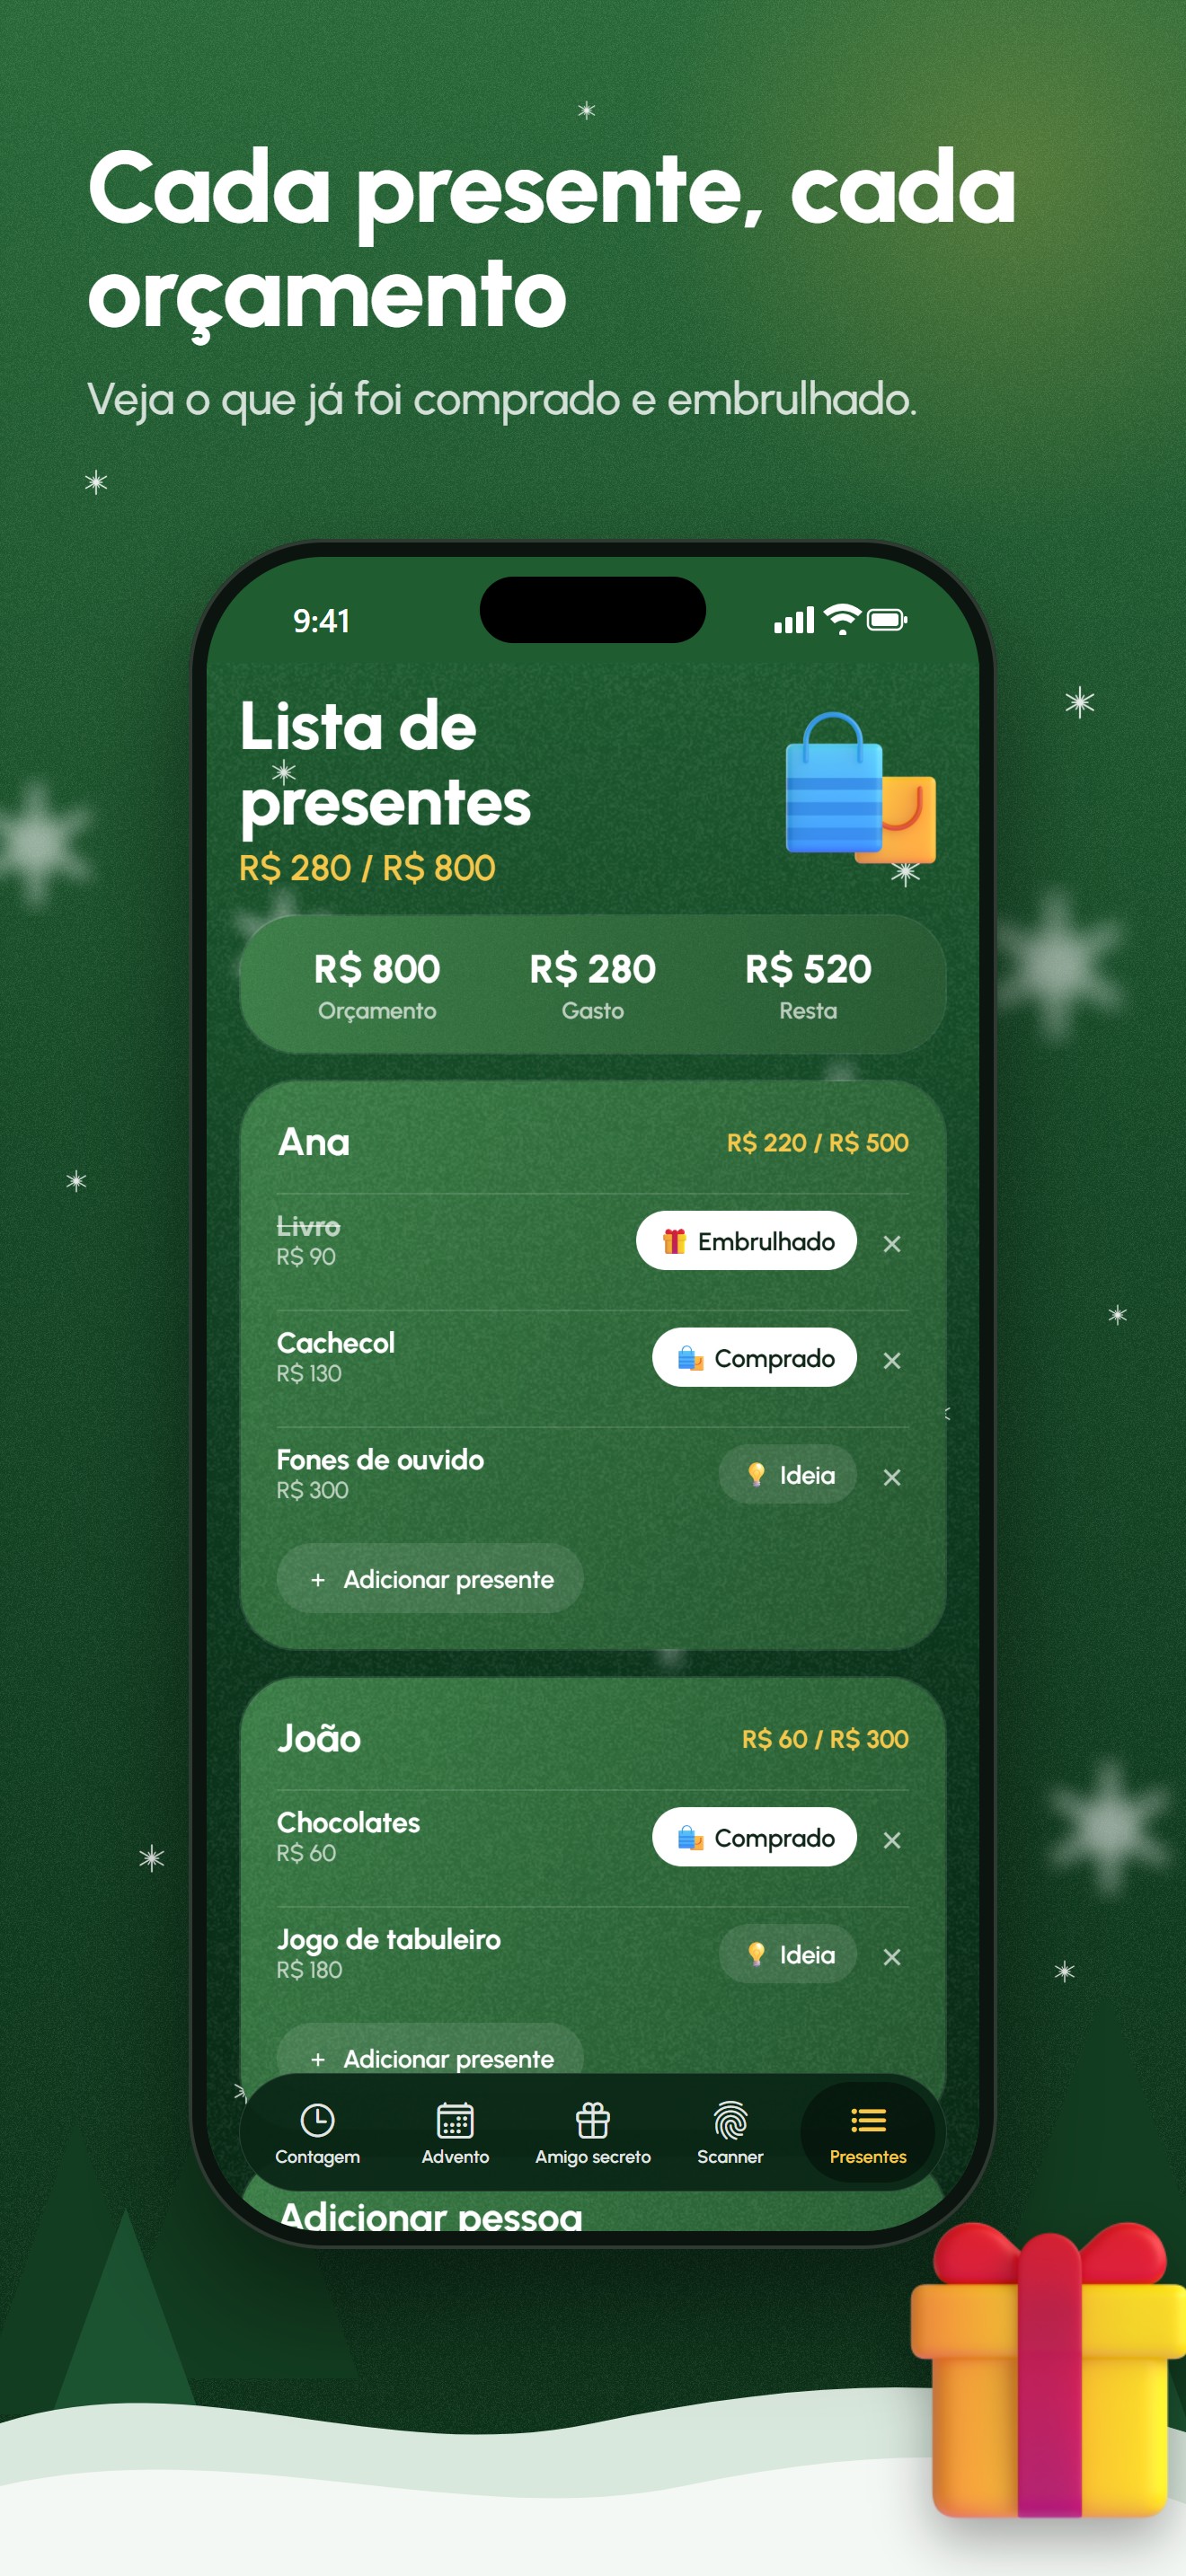 Cada presente, cada
orçamento
Veja o que já foi comprado e embrulhado.
9:41
Lista de
presentes
R$ 280 / R$ 800
R$ 800
Orçamento
R$ 280
Gasto
R$ 520
Resta
Ana
R$ 220 / R$ 500
Livro
R$ 90
Embrulhado
×
Cachecol
R$ 130
Comprado
×
Fones de ouvido
R$ 300
Ideia
×
+ Adicionar presente
João
R$ 60 / R$ 300
Chocolates
R$ 60
Comprado
×
Jogo de tabuleiro
R$ 180
Ideia
×
+ Adicionar presente
Contagem
Advento
Amigo secreto
Scanner
Presentes
Adicionar pessoa